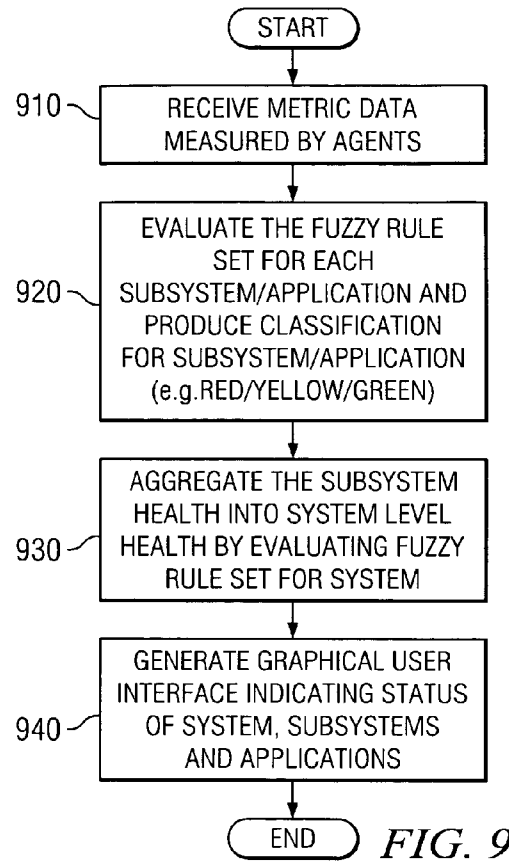 START
910
RECEIVE METRIC DATA
MEASURED BY AGENTS
920
EVALUATE THE FUZZY RULE
SET FOR EACH
SUBSYSTEM/APPLICATION AND
PRODUCE CLASSIFICATION
FOR SUBSYSTEM/APPLICATION
(e.g.RED/YELLOW/GREEN)
930
AGGREGATE THE SUBSYSTEM
HEALTH INTO SYSTEM LEVEL
HEALTH BY EVALUATING FUZZY
RULE SET FOR SYSTEM
940
GENERATE GRAPHICAL USER
INTERFACE INDICATING STATUS
OF SYSTEM, SUBSYSTEMS
AND APPLICATIONS
END
FIG. 9